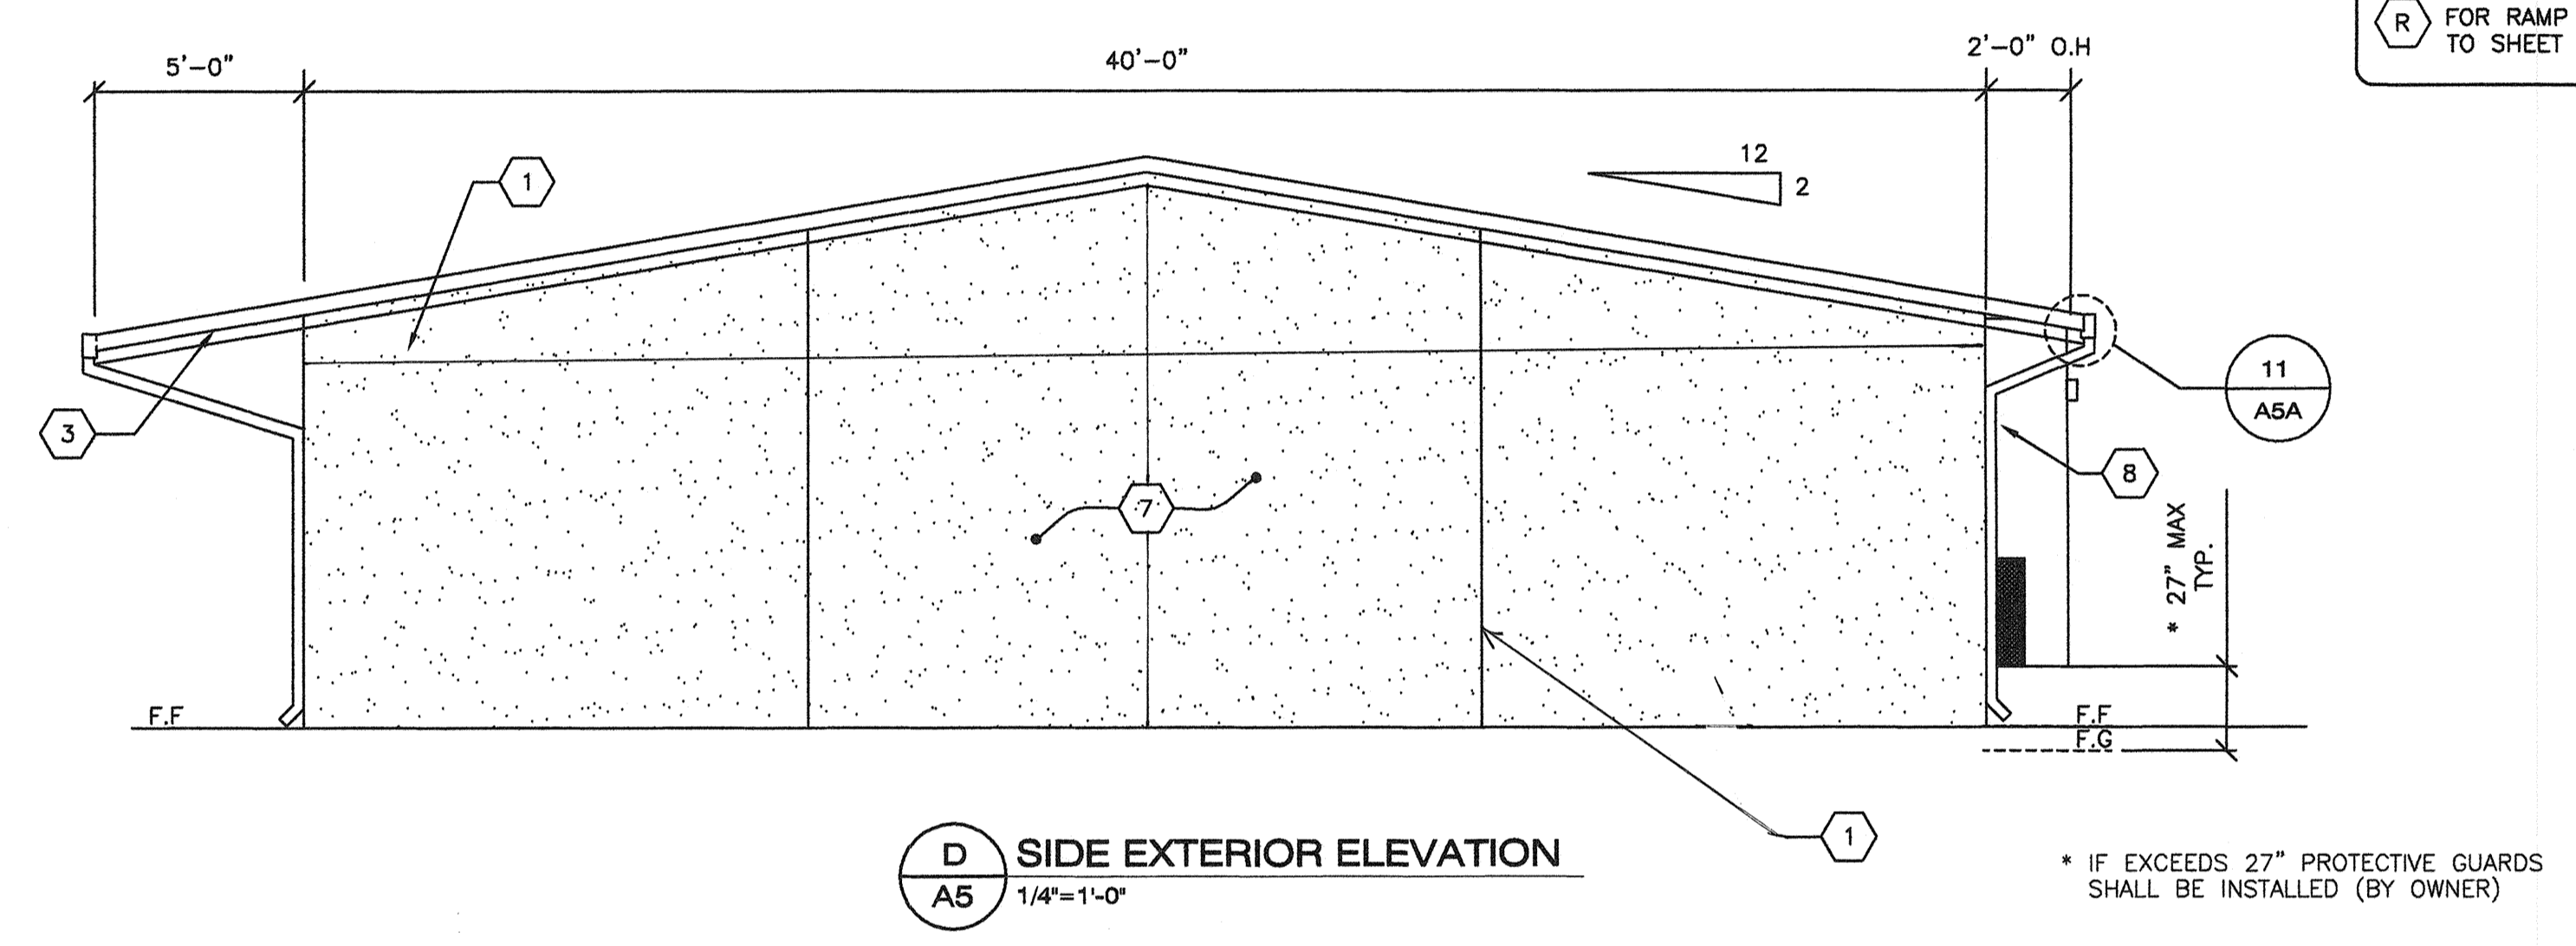 R
FOR RAMP
TO SHEET
5'-0"
40'-0"
2'-0" O.H
12
2
1
3
11
A5A
7
8
* 27" MAX
TYP.
F.F
F.F
F.G
1
D
A5
SIDE EXTERIOR ELEVATION
1/4"=1'-0"
* IF EXCEEDS 27" PROTECTIVE GUARDS
SHALL BE INSTALLED (BY OWNER)